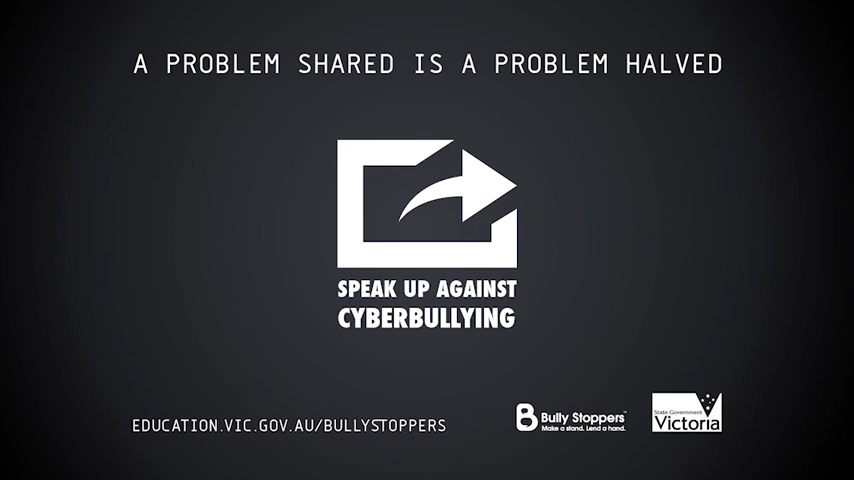 A PROBLEM SHARED IS A PROBLEM HALVED
SPEAK UP AGAINST
CYBERBULLYING
EDUCATION.VIC.GOV.AU/BULLYSTOPPERS
B Bully Stoppers™
Make a stand. Lend a hand.
State Government
Victoria